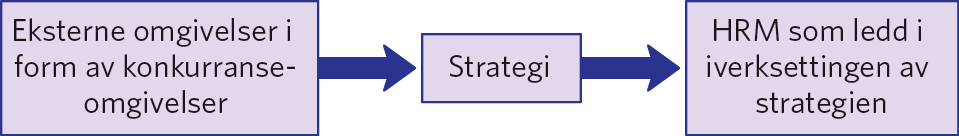 Eksterne omgivelser i
form av konkurranse-
omgivelser
Strategi
HRM som ledd i
iverksettingen av
strategien